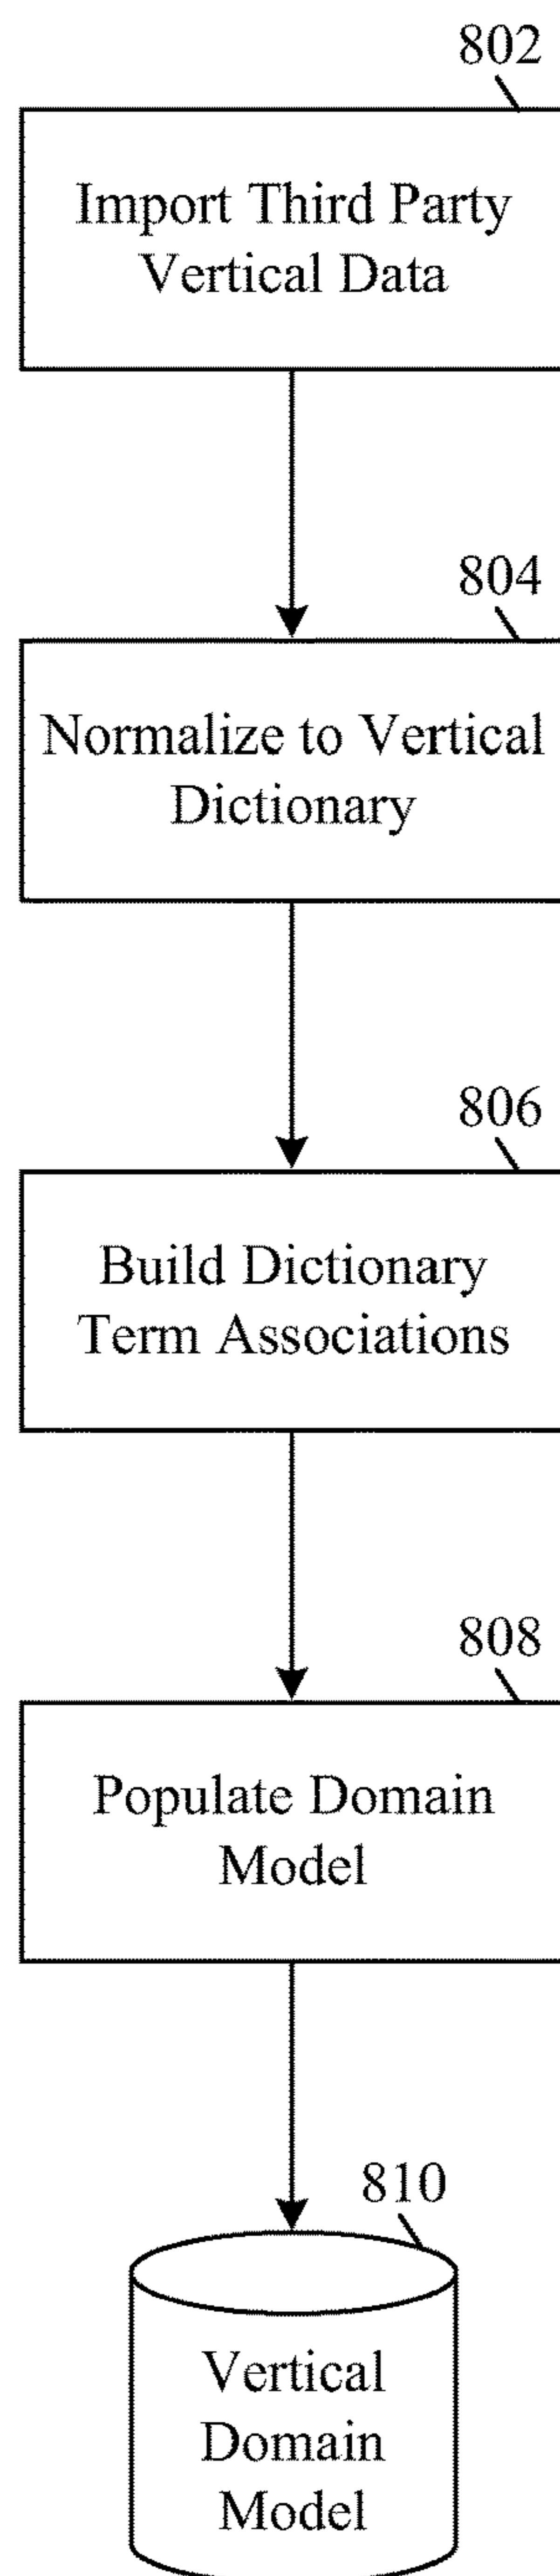 802
Import Third Party
Vertical Data
804
Normalize to Vertical
Dictionary
806
Build Dictionary
Term Associations
808
Populate Domain
Model
810
Vertical
Domain
Model